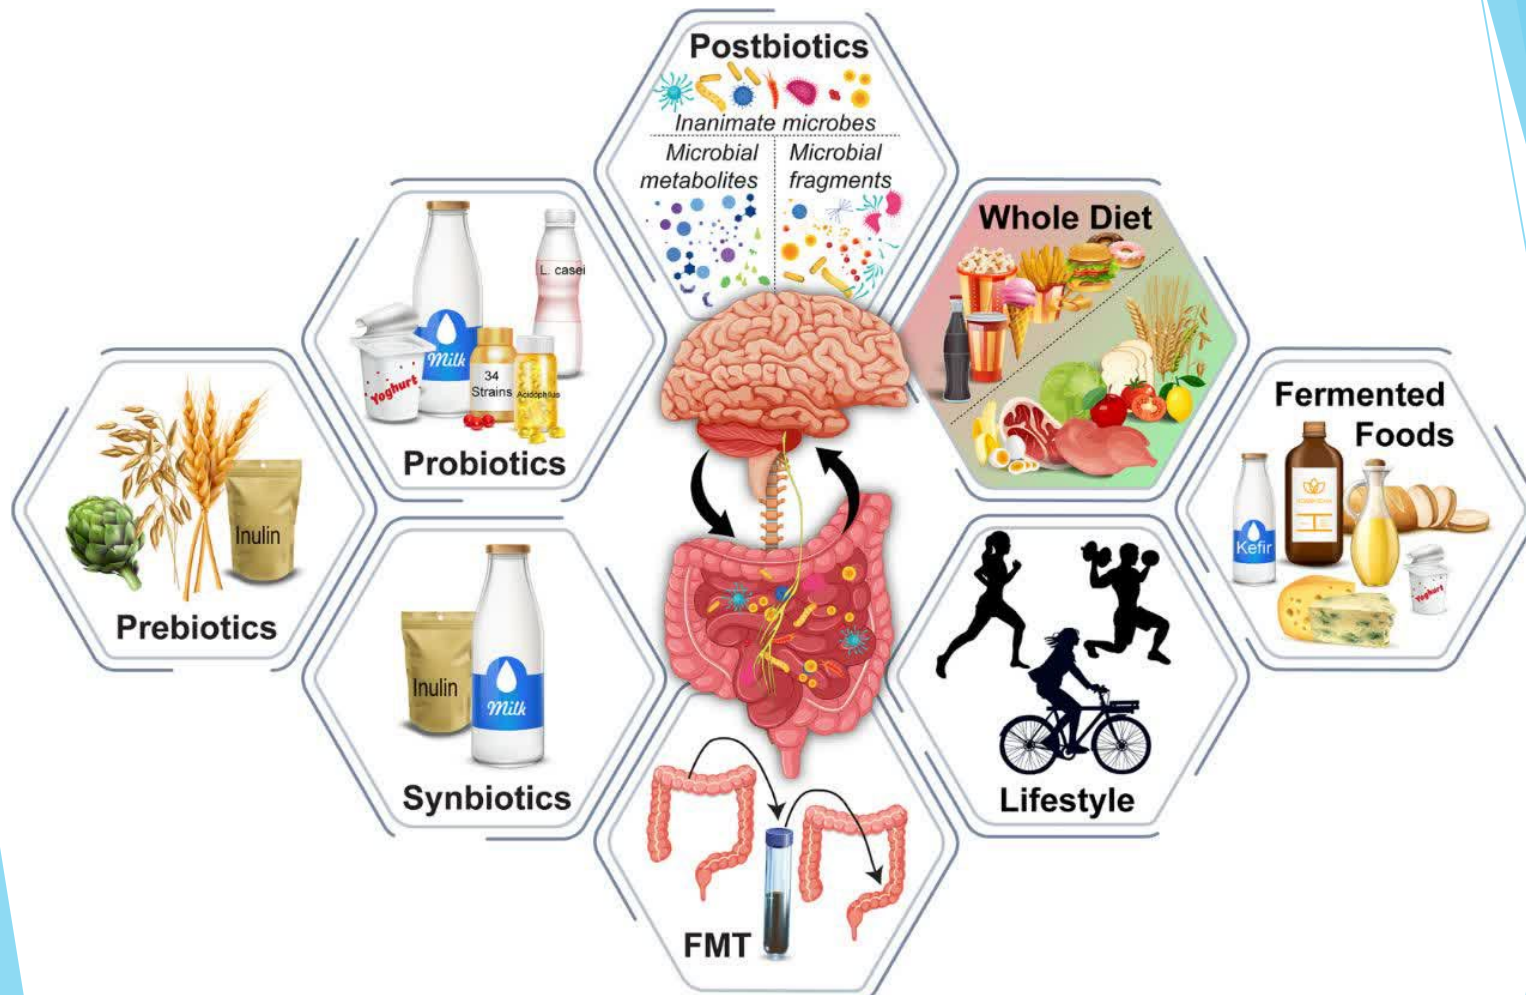 Postbiotics
Inanimate microbes
Microbial
metabolites
Microbial
fragments
L. casei
Milk
Yoghurt
34
Strains
Acidophilus
Probiotics
Whole Diet
Fermented
Foods
Kefir
Yoghurt
Inulin
Prebiotics
Inulin
Milk
Synbiotics
Lifestyle
FMT